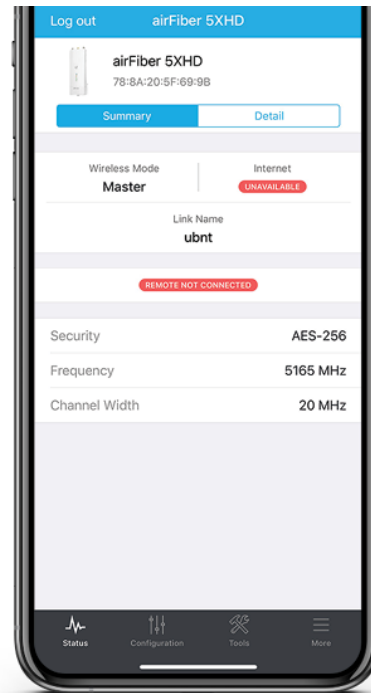 Log out airFiber 5XHD
airFiber 5XHD
78:8A:20:5F:69:9B
Summary Detail
Wireless Mode Internet
Master UNAVAILABLE
Link Name
ubnt
REMOTE NOT CONNECTED
Security AES-256
Frequency 5165 MHz
Channel Width 20 MHz
Status Configuration Tools More